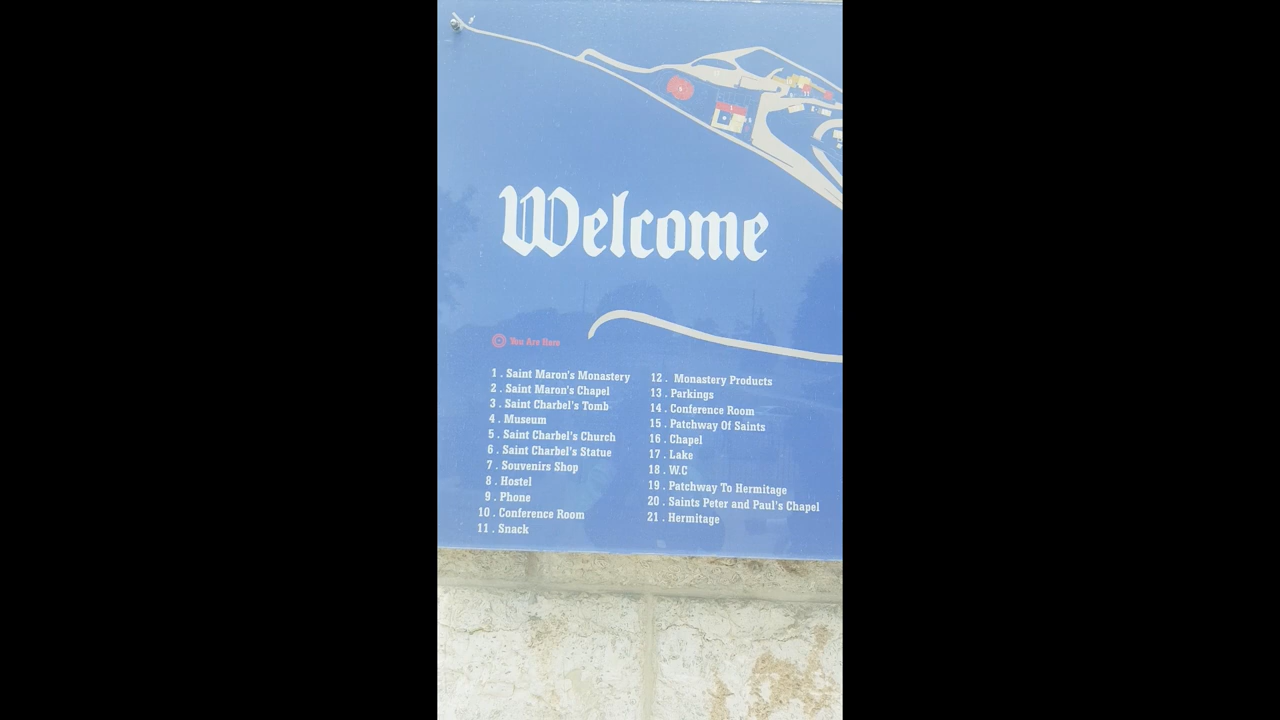 Welcome
You Are Here
1 . Saint Maron's Monastery
2 . Saint Maron's Chapel
3 . Saint Charbel's Tomb
4 . Museum
5 . Saint Charbel's Church
6 . Saint Charbel's Statue
7 . Souvenirs Shop
8 . Hostel
9 . Phone
10 . Conference Room
11 . Snack
12 . Monastery Products
13 . Parkings
14 . Conference Room
15 . Patchway Of Saints
16 . Chapel
17 . Lake
18 . W.C
19 . Patchway To Hermitage
20 . Saints Peter and Paul's Chapel
21 . Hermitage